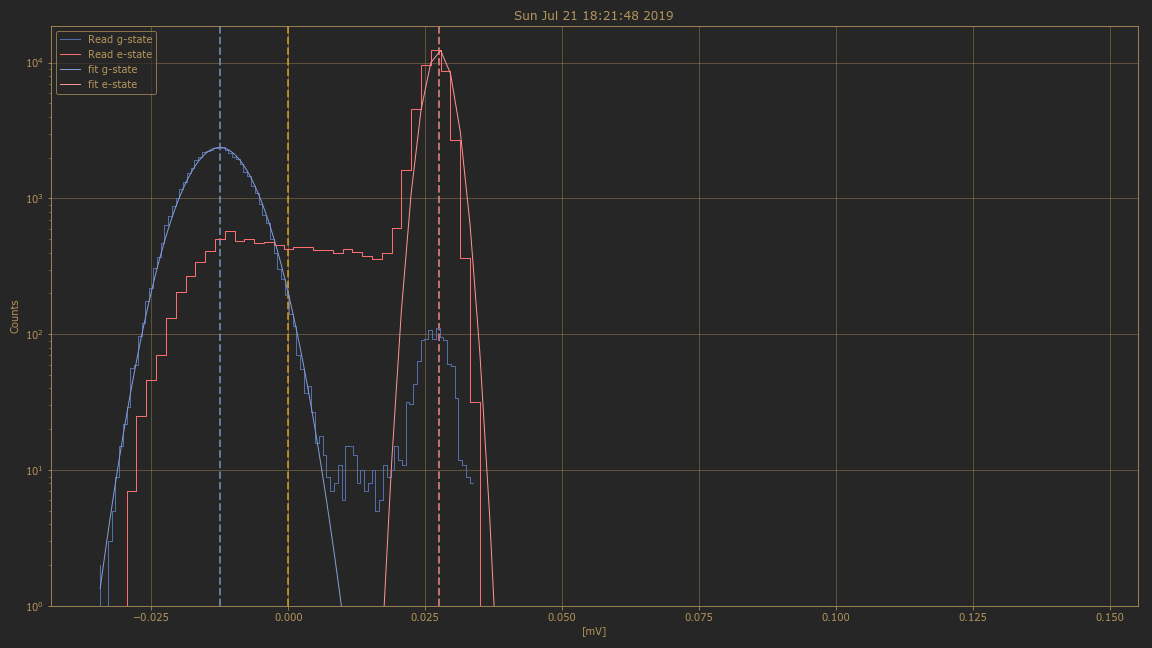 Sun Jul 21 18:21:48 2019
Read g-state
Read e-state
fit g-state
fit e-state
10⁴
10³
10²
10¹
10⁰
Counts
−0.025 0.000 0.025 0.050 0.075 0.100 0.125 0.150
[mV]